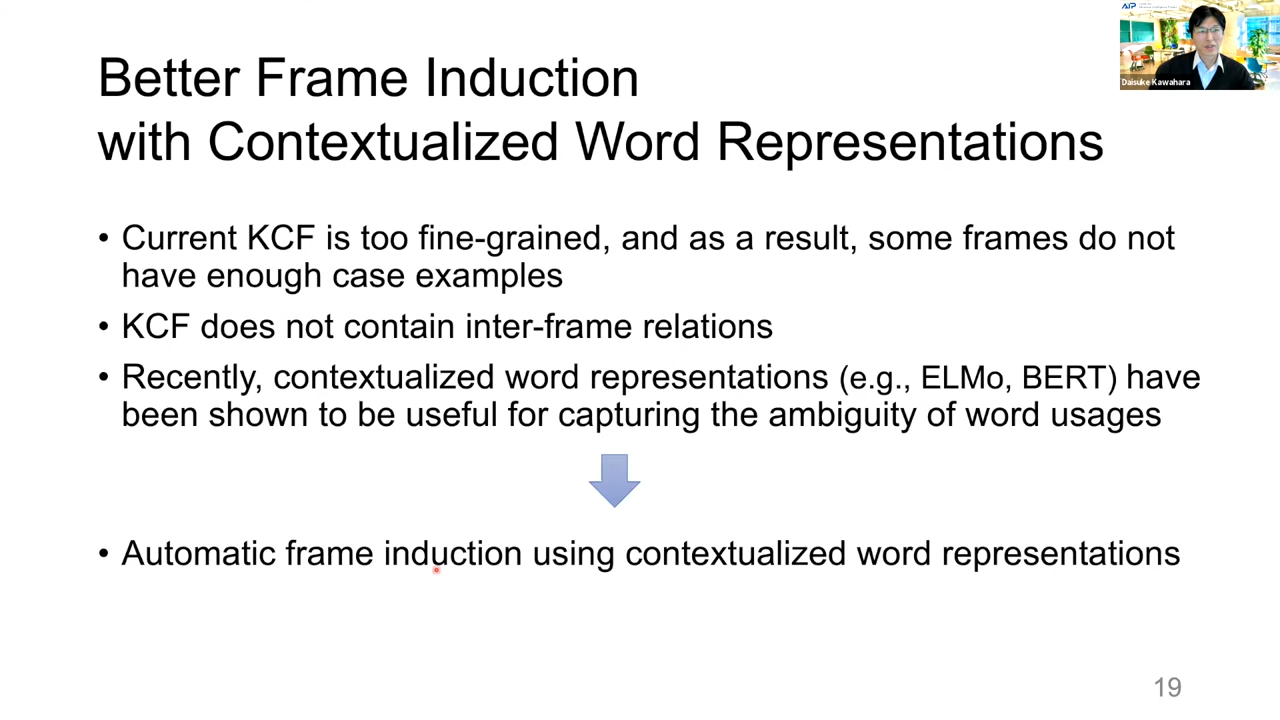 AIP
Daisuke Kawahara
Better Frame Induction
with Contextualized Word Representations
• Current KCF is too fine-grained, and as a result, some frames do not
have enough case examples
• KCF does not contain inter-frame relations
• Recently, contextualized word representations (e.g., ELMo, BERT) have
been shown to be useful for capturing the ambiguity of word usages
• Automatic frame induction using contextualized word representations
19